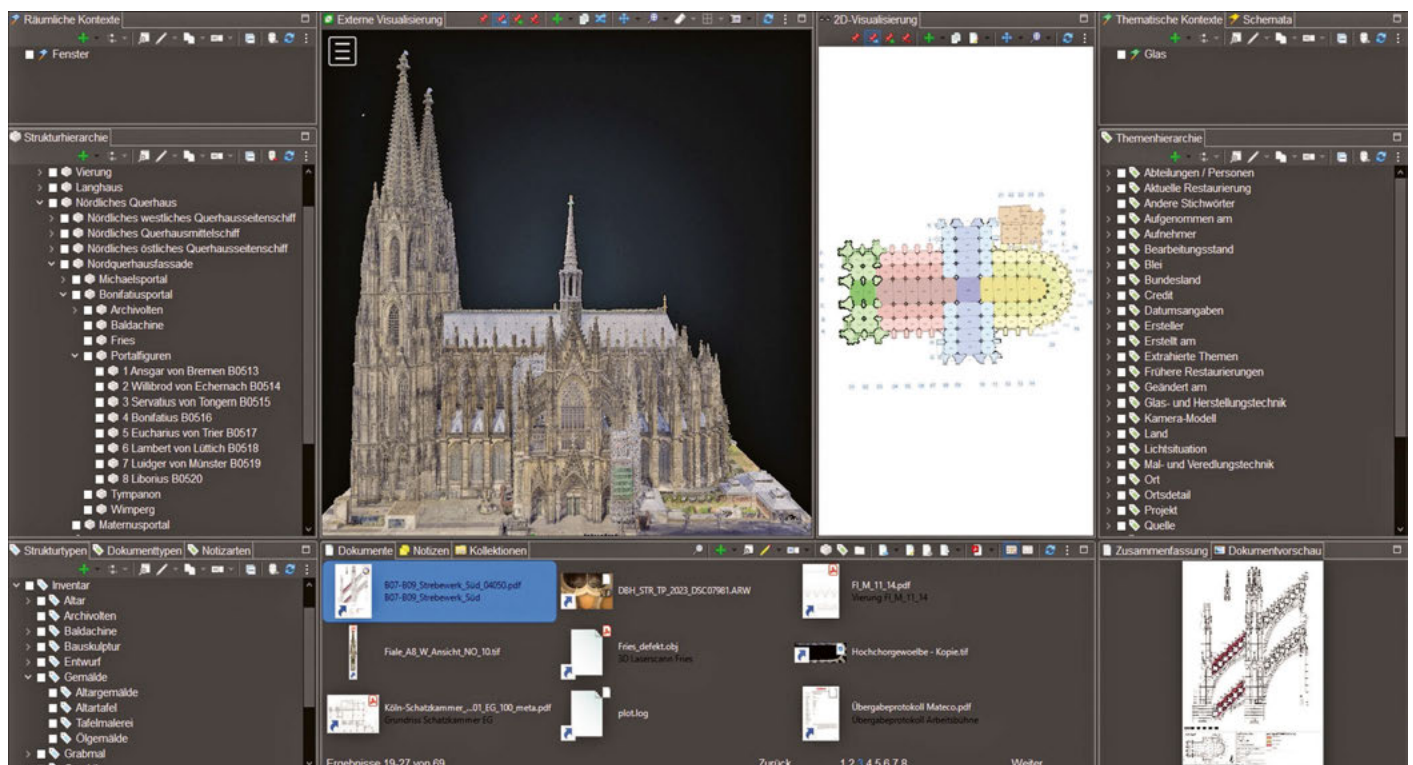 Räumliche Kontexte
Fenster
Strukturhierarchie
Vierung
Langhaus
Nördliches Querhaus
Nördliches westliches Querhausseitenschiff
Nördliches Querhausmittelschiff
Nördliches östliches Querhausseitenschiff
Nordquerhausfassade
Michaelsportal
Bonifatiusportal
Archivolten
Baldachine
Fries
Portalfiguren
1 Ansgar von Bremen B0513
2 Willibrod von Echernach B0514
3 Servatius von Tongern B0515
4 Bonifatius B0516
5 Eucharius von Trier B0517
6 Lambert von Lüttich B0518
7 Luidger von Münster B0519
8 Liborius B0520
Tympanon
Wimperg
Maternusportal
Strukturtypen Dokumenttypen Notizarten
Inventar
Altar
Archivolten
Baldachine
Bauskulptur
Entwurf
Gemälde
Altargemälde
Altartafel
Tafelmalerei
Ölgemälde
Grabmal
Externe Visualisierung
2D-Visualisierung
Dokumente Notizen Kollektionen
B07-B09_Strebewerk_Süd_04050.pdf
B07-B09_Strebewerk_Süd
DBH_STR_TP_2023_DSC07981.ARW
FI_M_11_14.pdf
Vierung FI_M_11_14
Fiale_A8_W_Ansicht_NO_10.tif
Fries_defekt.obj
3D Laserscann Fries
Hochchorgewoelbe - Kopie.tif
Köln-Schatzkammer_...01_EG_100_meta.pdf
Grundriss Schatzkammer EG
plot.log
Übergabeprotokoll Mateco.pdf
Übergabeprotokoll Arbeitsbühne
Ergebnisse 19-27 von 69 Zurück 1 2 3 4 5 6 7 8 Weiter
Thematische Kontexte Schemata
Glas
Themenhierarchie
Abteilungen / Personen
Aktuelle Restaurierung
Andere Stichwörter
Aufgenommen am
Aufnehmer
Bearbeitungsstand
Blei
Bundesland
Credit
Datumsangaben
Ersteller
Erstellt am
Extrahierte Themen
Frühere Restaurierungen
Geändert am
Glas- und Herstellungstechnik
Kamera-Modell
Land
Lichtsituation
Mal- und Veredlungstechnik
Ort
Ortsdetail
Projekt
Quelle
Zusammenfassung Dokumentvorschau